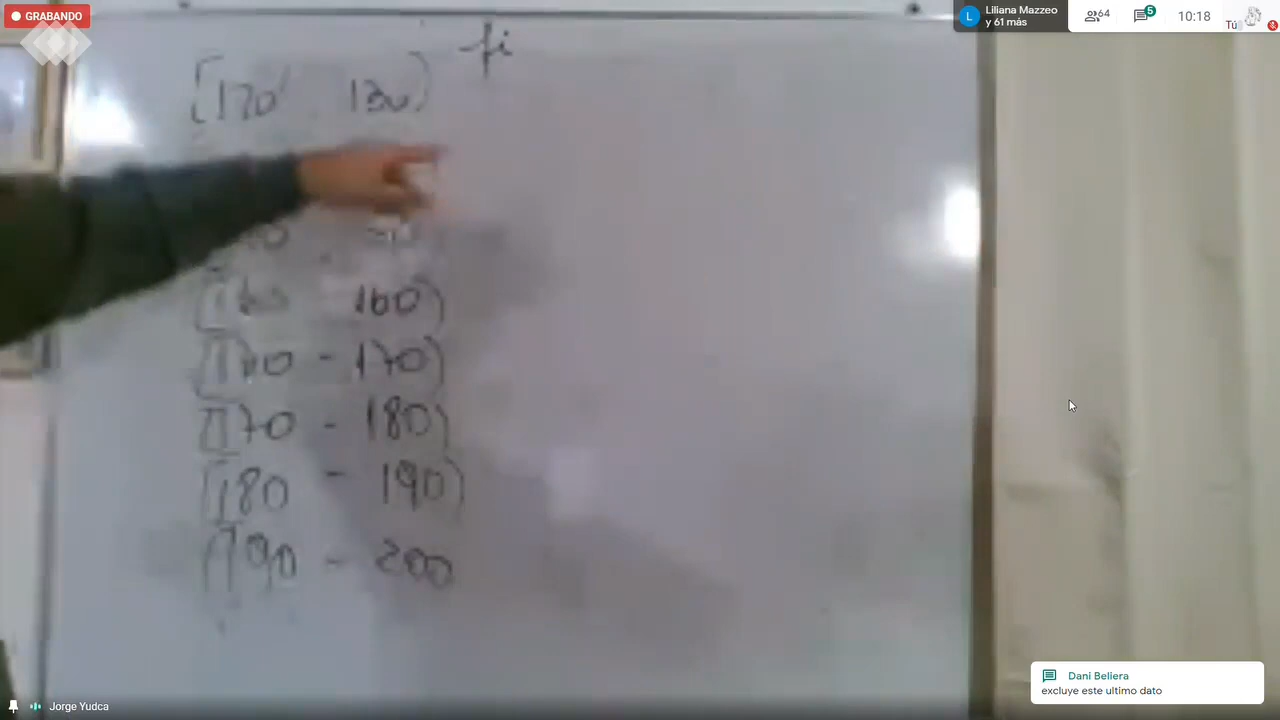 GRABANDO
Liliana Mazzeo
y 61 más
64
5
10:18
Tú
fi
[120 , 130)
160)
- 170)
[170 - 180)
[180 - 190)
[190 - 200
Dani Beliera
excluye este ultimo dato
Jorge Yudca